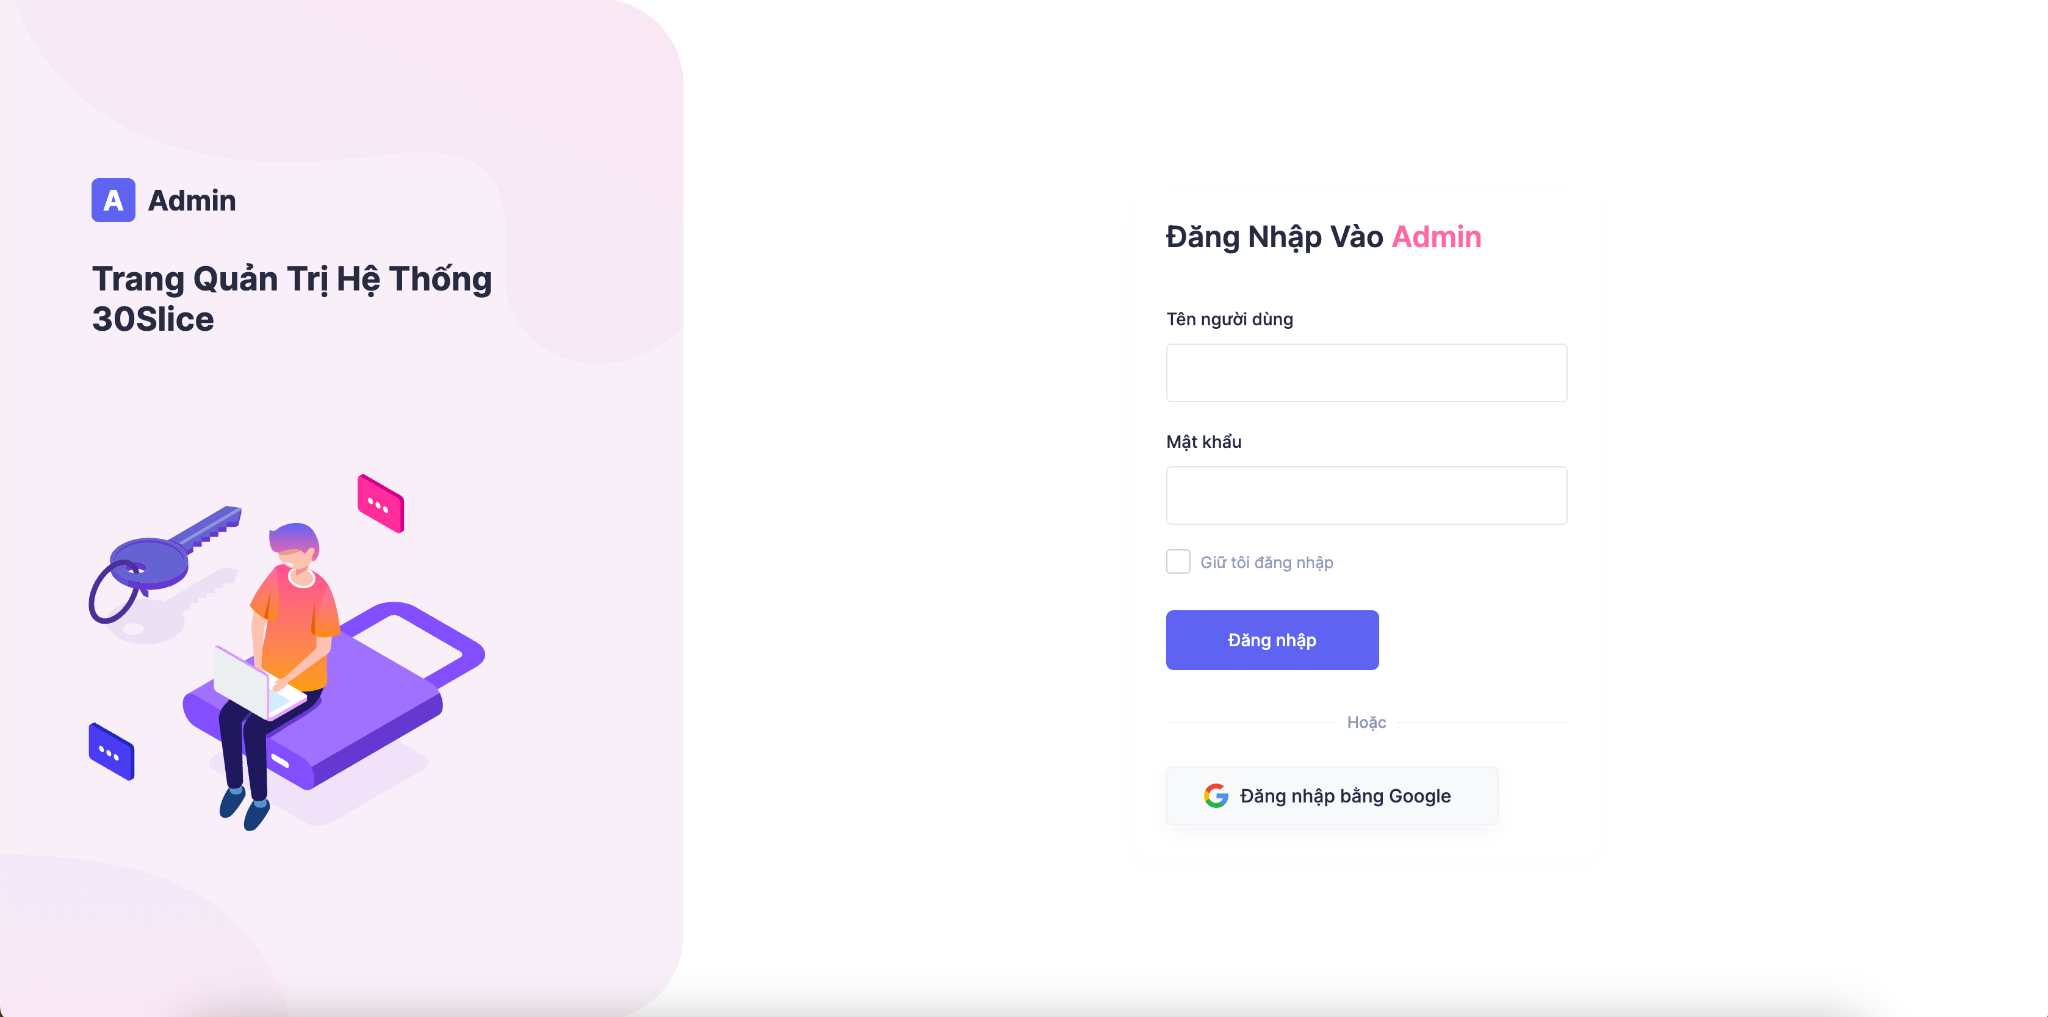 A Admin
Trang Quản Trị Hệ Thống
30Slice
Đăng Nhập Vào Admin
Tên người dùng
Mật khẩu
Giữ tôi đăng nhập
Đăng nhập
Hoặc
Đăng nhập bằng Google